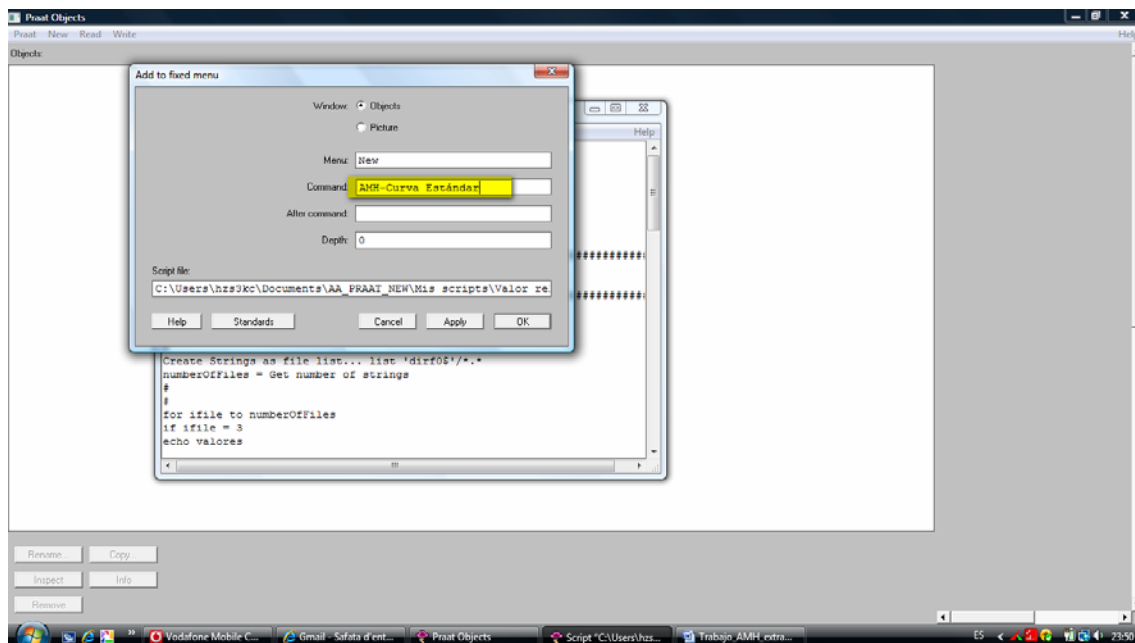 Praat Objects
Praat New Read Write Help
Objects:
Add to fixed menu
Window: Objects
Picture
Help
Menu: New
Command: AMH-Curva Estándar
After command:
Depth: 0
###########
Script file:
C:\Users\hzs3kc\Documents\AA_PRAAT_NEW\Mis scripts\Valor re
###########
Help Standards Cancel Apply OK
Create Strings as file list... list 'dirf0$'/*.*
numberOfFiles = Get number of strings
#
#
for ifile to numberOfFiles
if ifile = 3
echo valores
Rename... Copy...
Inspect Info
Remove
Vodafone Mobile C... Gmail - Safata d'ent... Praat Objects Script "C:\Users\hzs... Trabajo_AMH_extra... ES 23:50